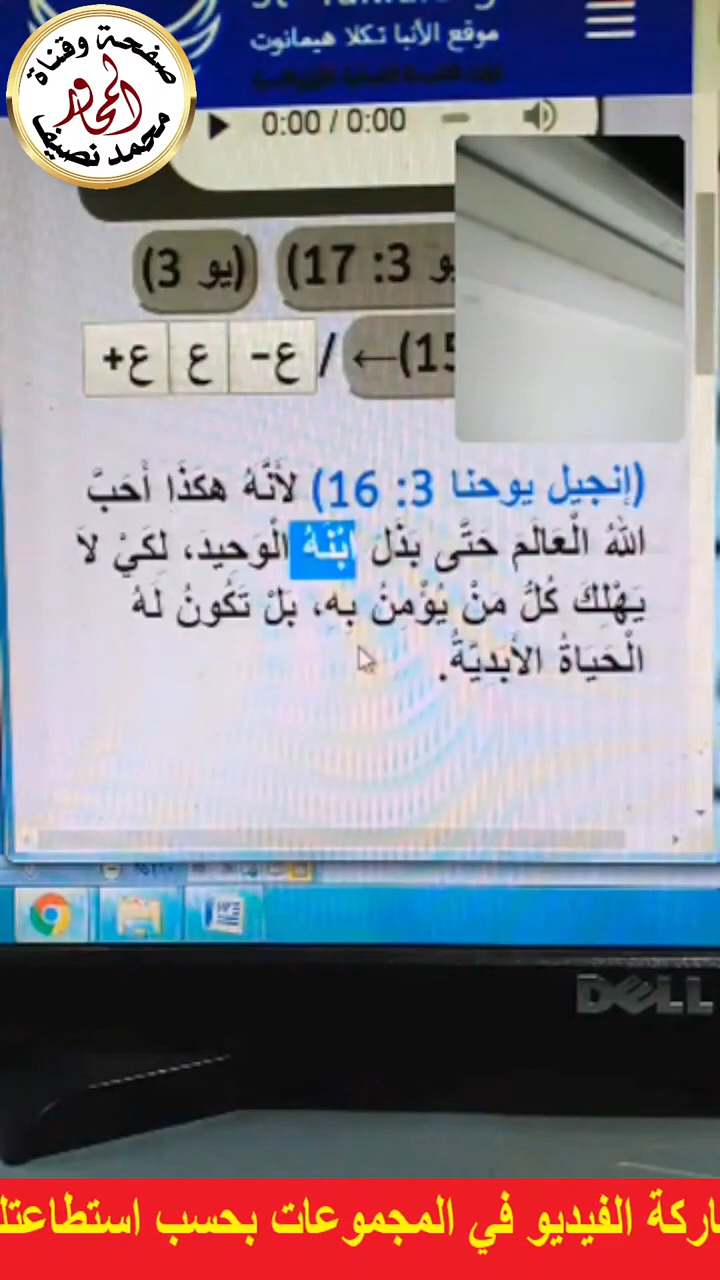 صفحة وقناة
المحاور
محمد نصيف
موقع الأنبا تكلا هيمانوت
0:00 / 0:00
(يو 3: 17) (يو 3)
15)← / ع- ع ع+
(إنجيل يوحنا 3: 16) لأَنَّهُ هكَذَا أَحَبَّ
اللهُ الْعَالَمَ حَتَّى بَذَلَ ابْنَهُ الْوَحِيدَ، لِكَيْ لاَ
يَهْلِكَ كُلُّ مَنْ يُؤْمِنُ بِهِ، بَلْ تَكُونُ لَهُ
الْحَيَاةُ الأَبَدِيَّةُ.
DELL
اركة الفيديو في المجموعات بحسب استطاعتك